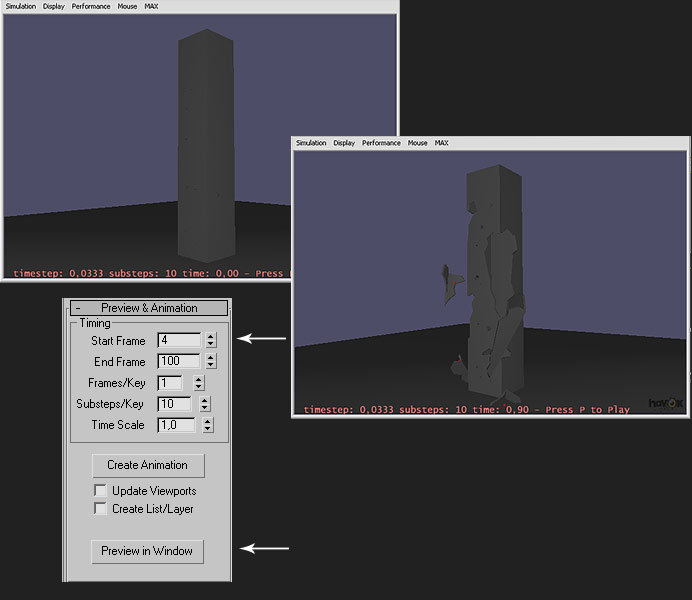 Simulation Display Performance Mouse MAX
timestep: 0,0333 substeps: 10 time: 0,00 - Press
Simulation Display Performance Mouse MAX
timestep: 0,0333 substeps: 10 time: 0,90 - Press P to Play
havok
- Preview & Animation
Timing
Start Frame 4
End Frame 100
Frames/Key 1
Substeps/Key 10
Time Scale 1,0
Create Animation
Update Viewports
Create List/Layer
Preview in Window